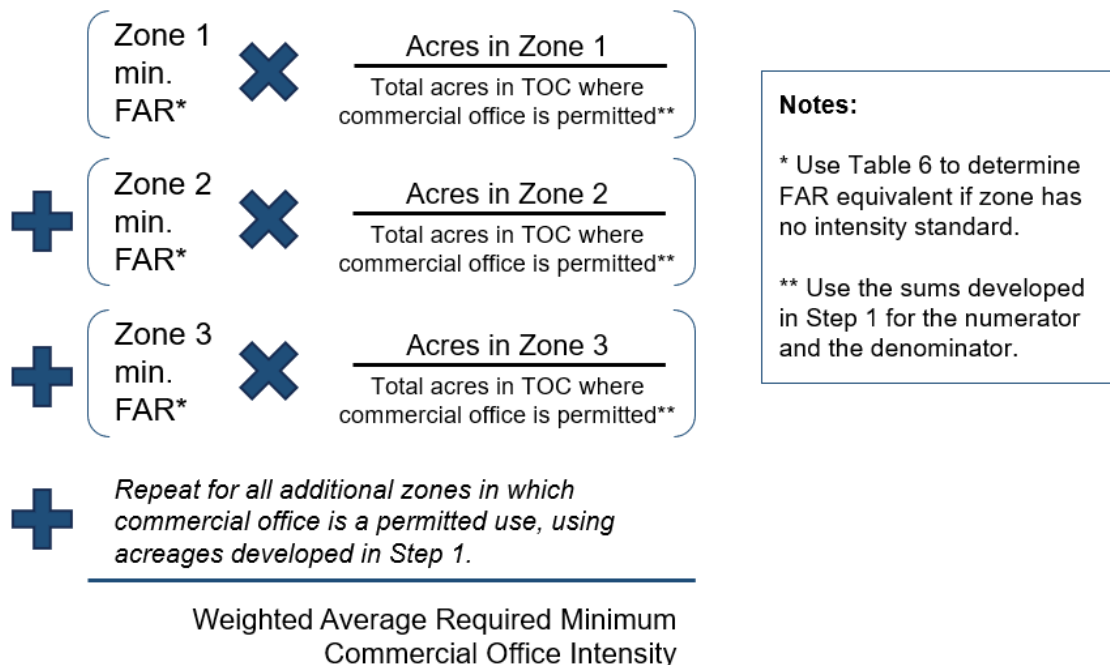 Zone 1
min.
FAR*
Acres in Zone 1
Total acres in TOC where
commercial office is permitted**
Zone 2
min.
FAR*
Acres in Zone 2
Total acres in TOC where
commercial office is permitted**
Zone 3
min.
FAR*
Acres in Zone 3
Total acres in TOC where
commercial office is permitted**
Repeat for all additional zones in which
commercial office is a permitted use, using
acreages developed in Step 1.
Weighted Average Required Minimum
Commercial Office Intensity
Notes:
* Use Table 6 to determine
FAR equivalent if zone has
no intensity standard.
** Use the sums developed
in Step 1 for the numerator
and the denominator.